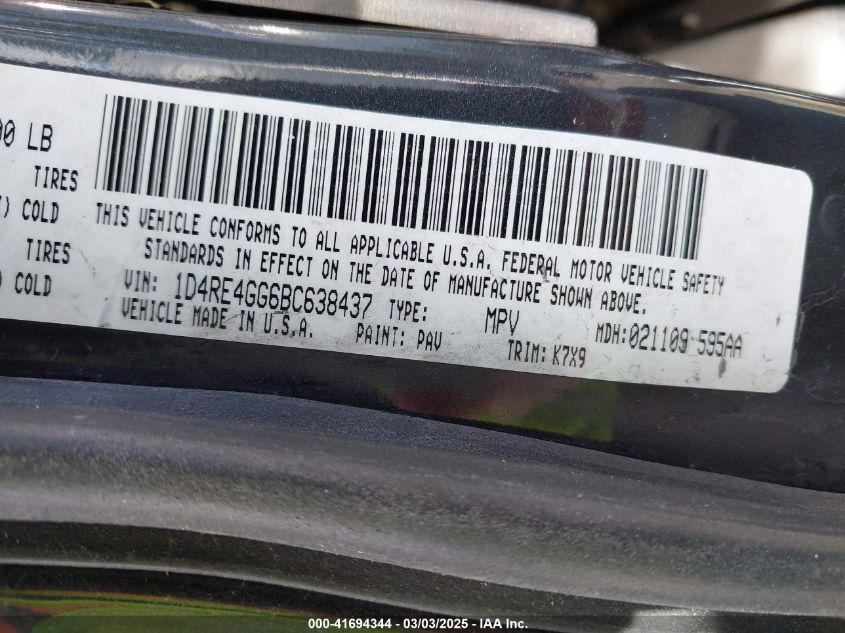 00 LB
TIRES
) COLD
TIRES
) COLD
THIS VEHICLE CONFORMS TO ALL APPLICABLE U.S.A. FEDERAL MOTOR VEHICLE SAFETY
STANDARDS IN EFFECT ON THE DATE OF MANUFACTURE SHOWN ABOVE.
VIN: 1D4RE4GG6BC638437 TYPE: MPV MDH:021109 595AA
VEHICLE MADE IN U.S.A. PAINT: PAV TRIM: K7X9
000-41694344 — 03/03/2025 — IAA Inc.